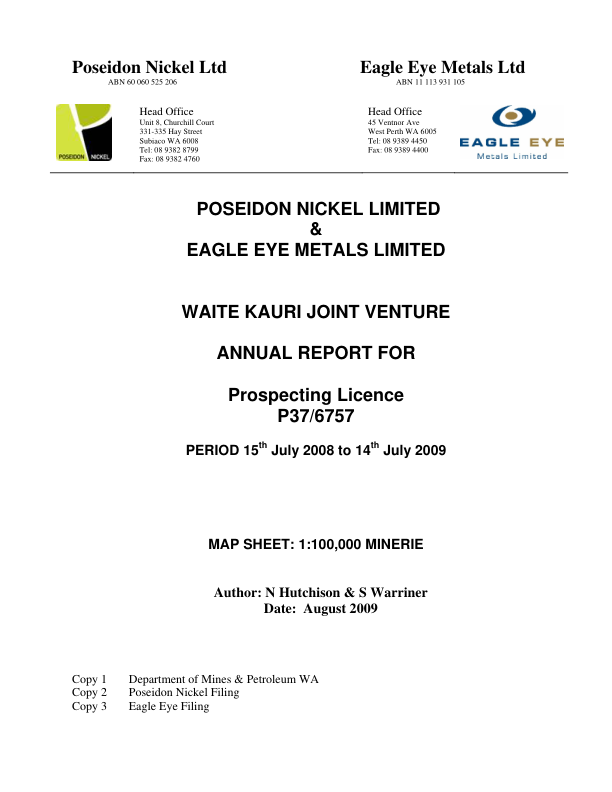 Poseidon Nickel Ltd
ABN 60 060 525 206
Eagle Eye Metals Ltd
ABN 11 113 931 105
POSEIDON NICKEL
Head Office
Unit 8, Churchill Court
331-335 Hay Street
Subiaco WA 6008
Tel: 08 9382 8799
Fax: 08 9382 4760
Head Office
45 Ventnor Ave
West Perth WA 6005
Tel: 08 9389 4450
Fax: 08 9389 4400
EAGLE EYE
Metals Limited
POSEIDON NICKEL LIMITED
&
EAGLE EYE METALS LIMITED
WAITE KAURI JOINT VENTURE
ANNUAL REPORT FOR
Prospecting Licence
P37/6757
PERIOD 15th July 2008 to 14th July 2009
MAP SHEET: 1:100,000 MINERIE
Author: N Hutchison & S Warriner
Date: August 2009
Copy 1 Department of Mines & Petroleum WA
Copy 2 Poseidon Nickel Filing
Copy 3 Eagle Eye Filing